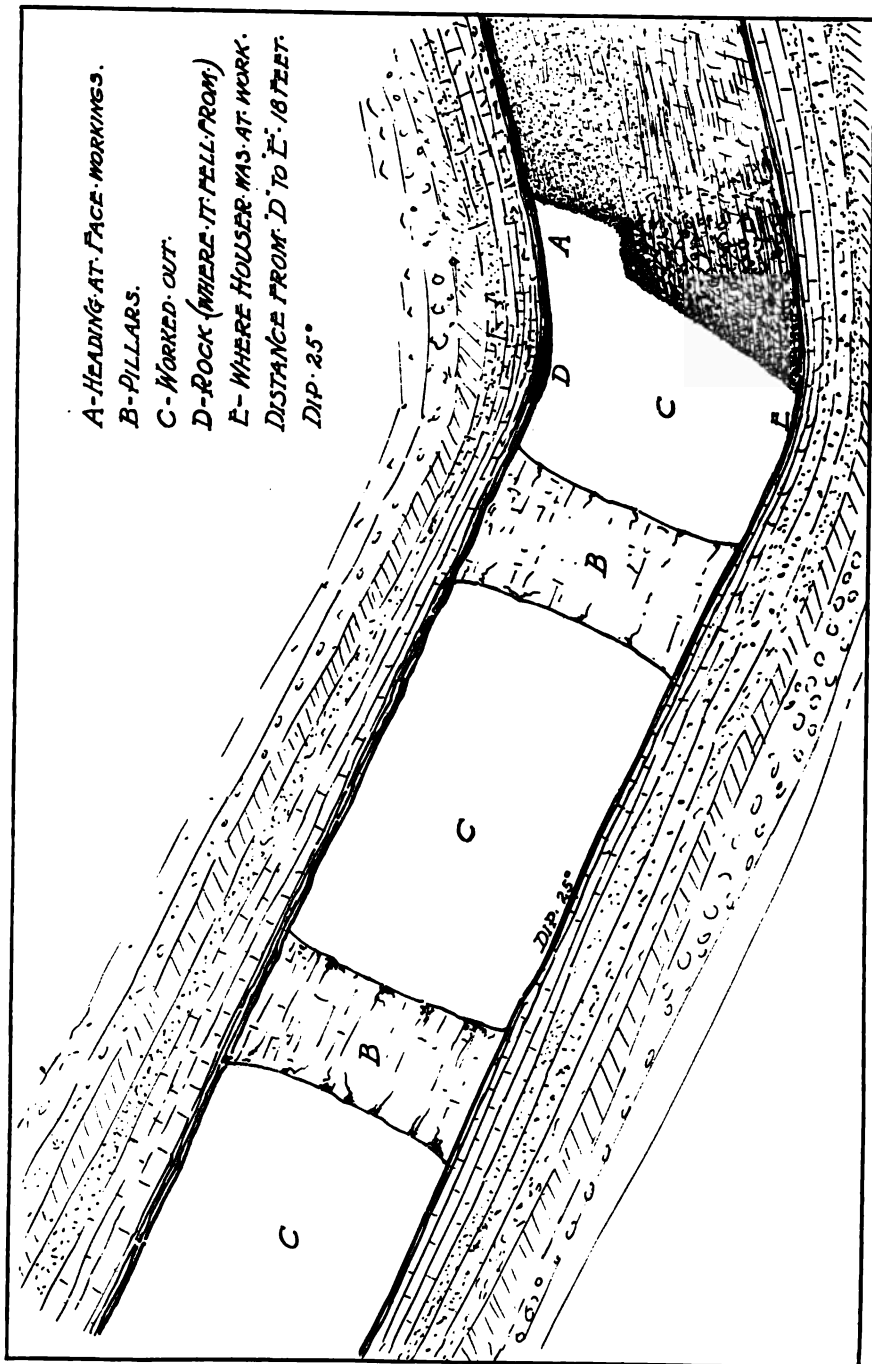 A-HEADING·AT·FACE·WORKINGS.
B-PILLARS.
C-WORKED·OUT·
D-ROCK (WHERE·IT·FELL·FROM)
E-WHERE HOUSER·WAS·AT·WORK.
DISTANCE FROM "D" TO "E" 18 FEET.
DIP·25°
A
D
C
E
B
C
DIP·25°
B
C